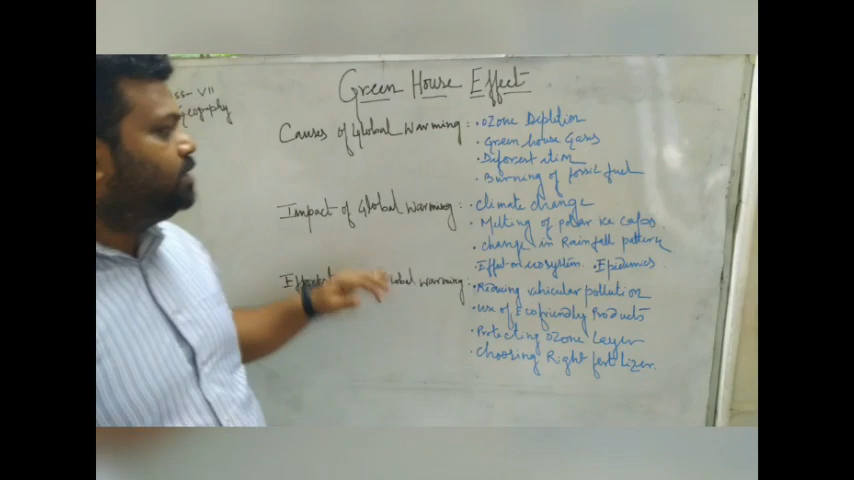 ss- VII
Geography
Green House Effect
Causes of Global Warming : • Ozone Depletion
• Green house Gases
• Diforestation
• Burning of fossil fuel
Impact of Global Warming : • Climate change
• Melting of polar ice caps
• Change in Rainfall pattern
• Effect on ecosystem • Epidemics
lobal Warming : • Reducing vehicular pollution
• Use of Ecofriendly Products
• Protecting Ozone Layer
• Choosing Right fertilizer.